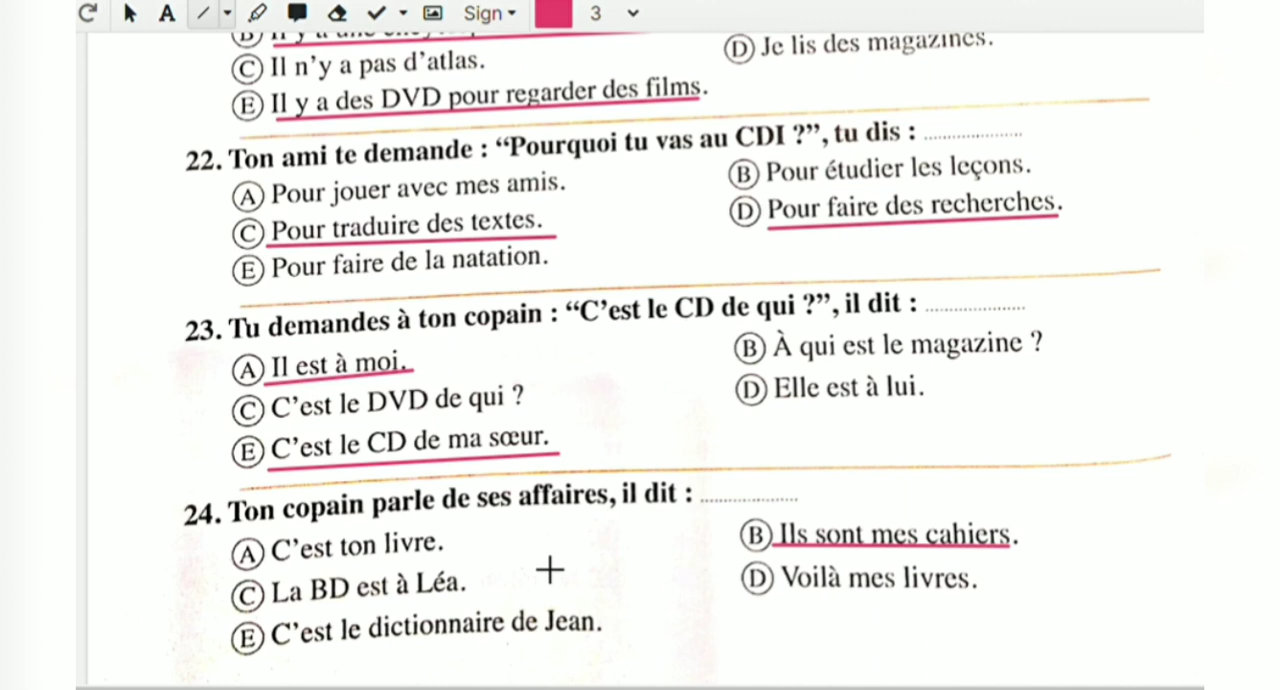 A Sign 3
C Il n'y a pas d'atlas.
D Je lis des magazines.
E Il y a des DVD pour regarder des films.
22. Ton ami te demande : “Pourquoi tu vas au CDI ?”, tu dis : ....................
A Pour jouer avec mes amis.
B Pour étudier les leçons.
C Pour traduire des textes.
D Pour faire des recherches.
E Pour faire de la natation.
23. Tu demandes à ton copain : “C'est le CD de qui ?”, il dit : ....................
A Il est à moi.
B À qui est le magazine ?
C C'est le DVD de qui ?
D Elle est à lui.
E C'est le CD de ma sœur.
24. Ton copain parle de ses affaires, il dit : ....................
A C'est ton livre.
B Ils sont mes cahiers.
C La BD est à Léa.
D Voilà mes livres.
E C'est le dictionnaire de Jean.